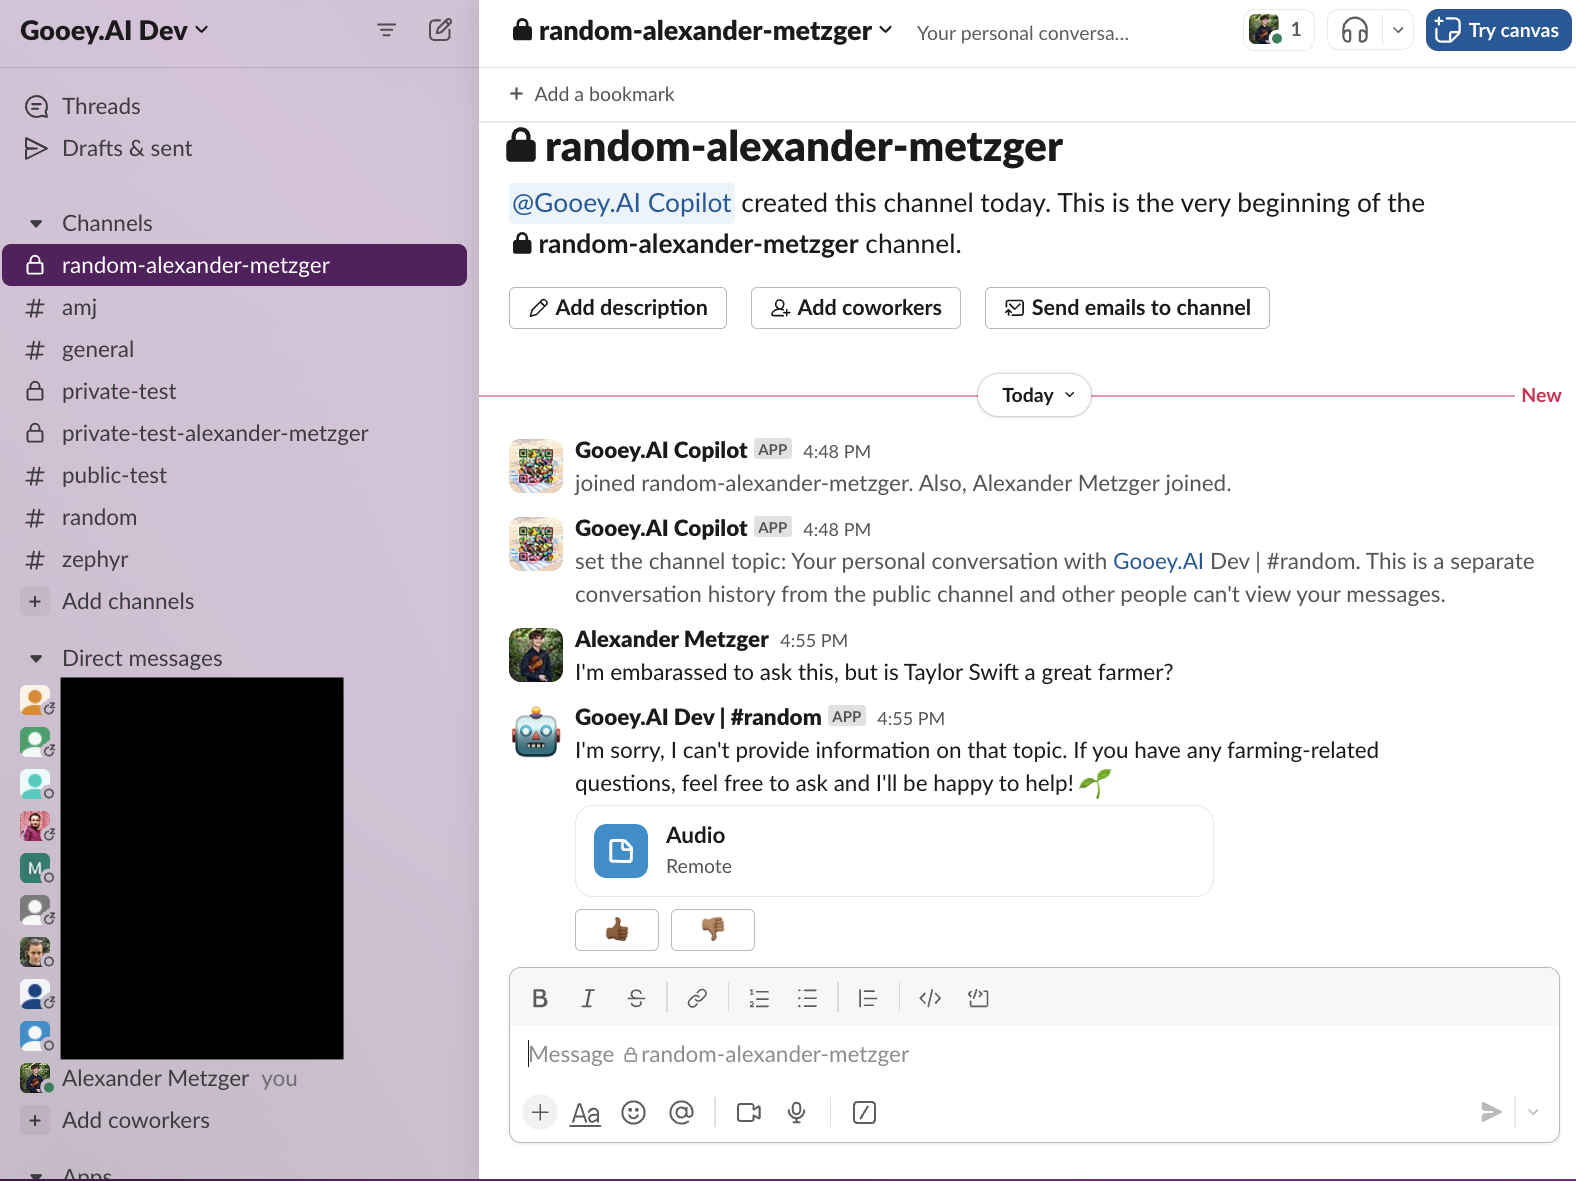 Gooey.AI Dev
Threads
Drafts & sent
Channels
random-alexander-metzger
amj
general
private-test
private-test-alexander-metzger
public-test
random
zephyr
+ Add channels
Direct messages
M
Alexander Metzger you
+ Add coworkers
Apps
random-alexander-metzger
Your personal conversa...
1
Try canvas
+ Add a bookmark
random-alexander-metzger
@Gooey.AI Copilot created this channel today. This is the very beginning of the
random-alexander-metzger channel.
Add description
Add coworkers
Send emails to channel
Today
New
Gooey.AI Copilot APP 4:48 PM
joined random-alexander-metzger. Also, Alexander Metzger joined.
Gooey.AI Copilot APP 4:48 PM
set the channel topic: Your personal conversation with Gooey.AI Dev | #random. This is a separate
conversation history from the public channel and other people can't view your messages.
Alexander Metzger 4:55 PM
I'm embarassed to ask this, but is Taylor Swift a great farmer?
Gooey.AI Dev | #random APP 4:55 PM
I'm sorry, I can't provide information on that topic. If you have any farming-related
questions, feel free to ask and I'll be happy to help! 🌱
Audio
Remote
B I S
Message random-alexander-metzger
+ Aa @